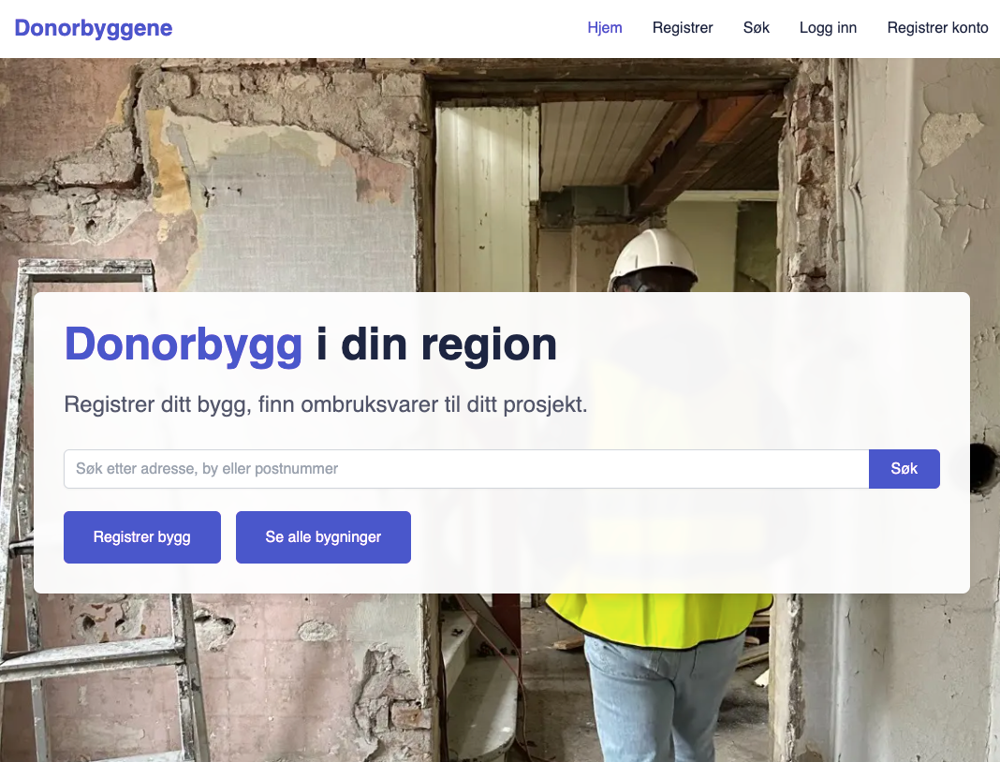 Donorbyggene
Hjem Registrer Søk Logg inn Registrer konto
Donorbygg i din region
Registrer ditt bygg, finn ombruksvarer til ditt prosjekt.
Søk etter adresse, by eller postnummer Søk
Registrer bygg Se alle bygninger